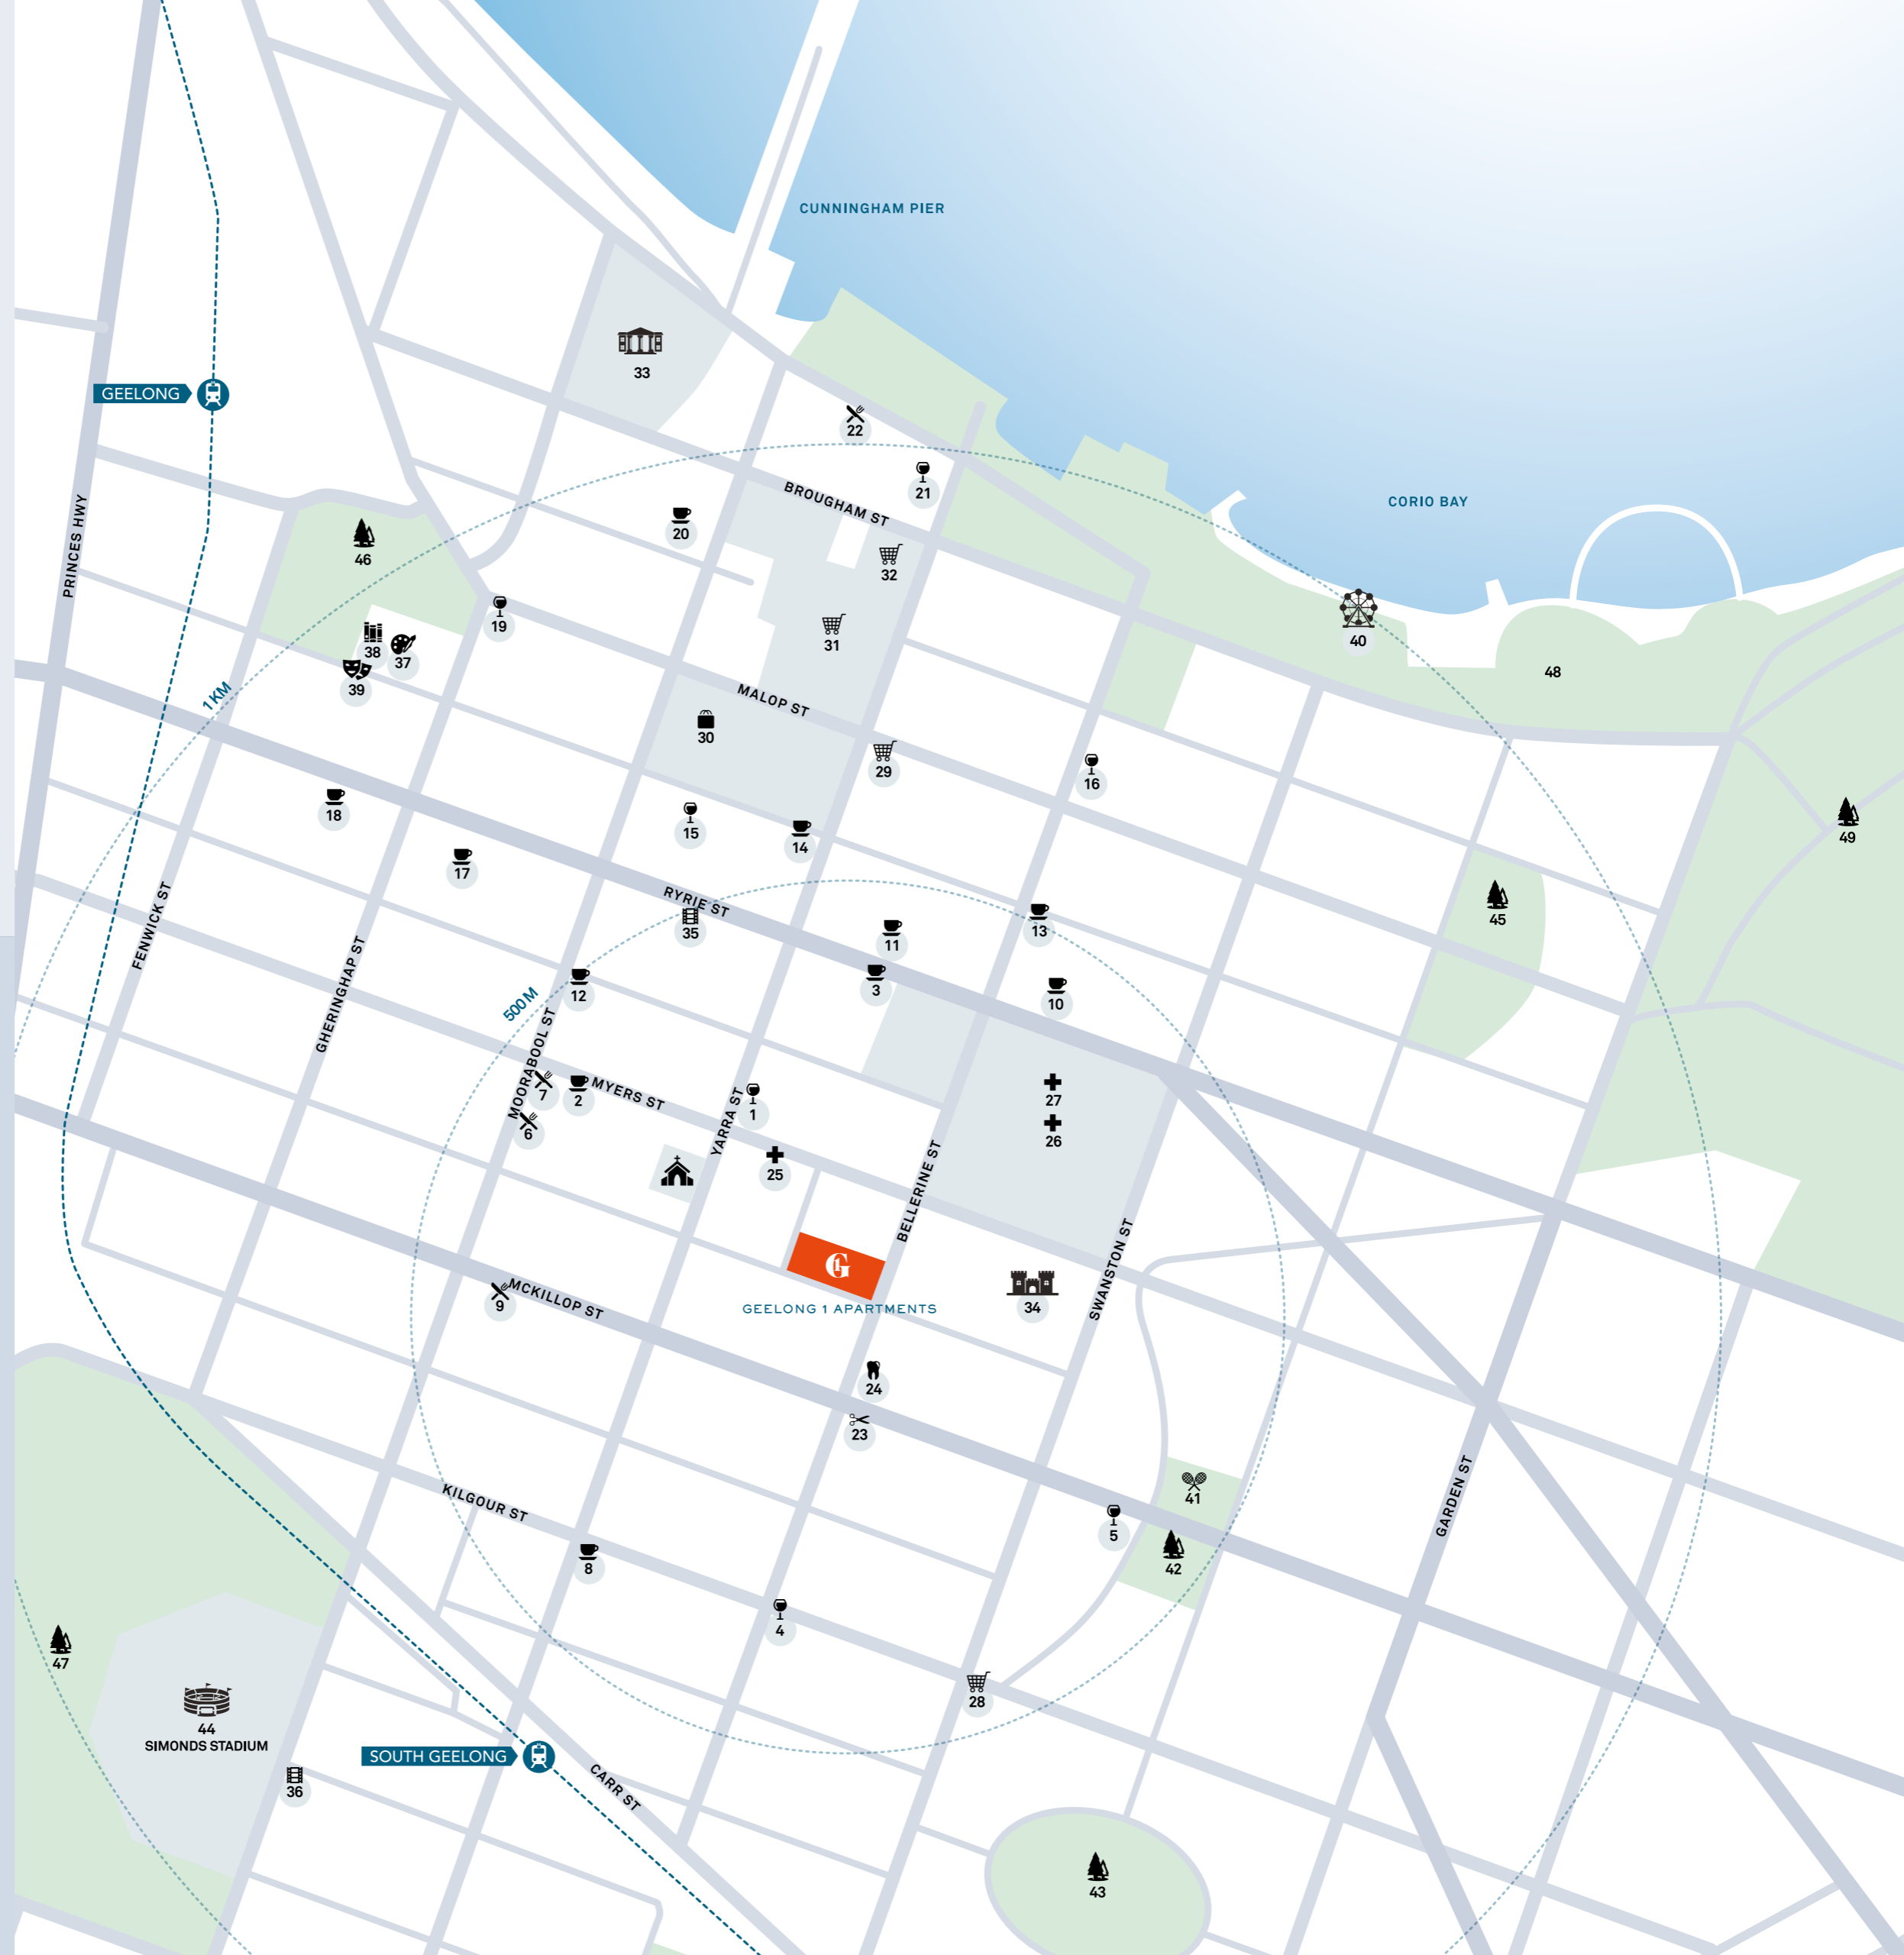 CUNNINGHAM PIER
33
GEELONG
22
21
BROUGHAM ST
CORIO BAY
20
PRINCES HWY
46
32
19
31
38
37
39
40
48
1 KM
MALOP ST
30
29
16
18
15
14
49
17
RYRIE ST
35
11
13
45
FENWICK ST
GHERINGHAP ST
12
3
10
500 M
MOORABOOL ST
7
2
MYERS ST
6
YARRA ST
1
27
26
25
BELLERINE ST
SWANSTON ST
G1
GEELONG 1 APARTMENTS
34
9
MCKILLOP ST
24
23
KILGOUR ST
41
5
42
GARDEN ST
8
4
47
28
44
SIMONDS STADIUM
SOUTH GEELONG
36
CARR ST
43